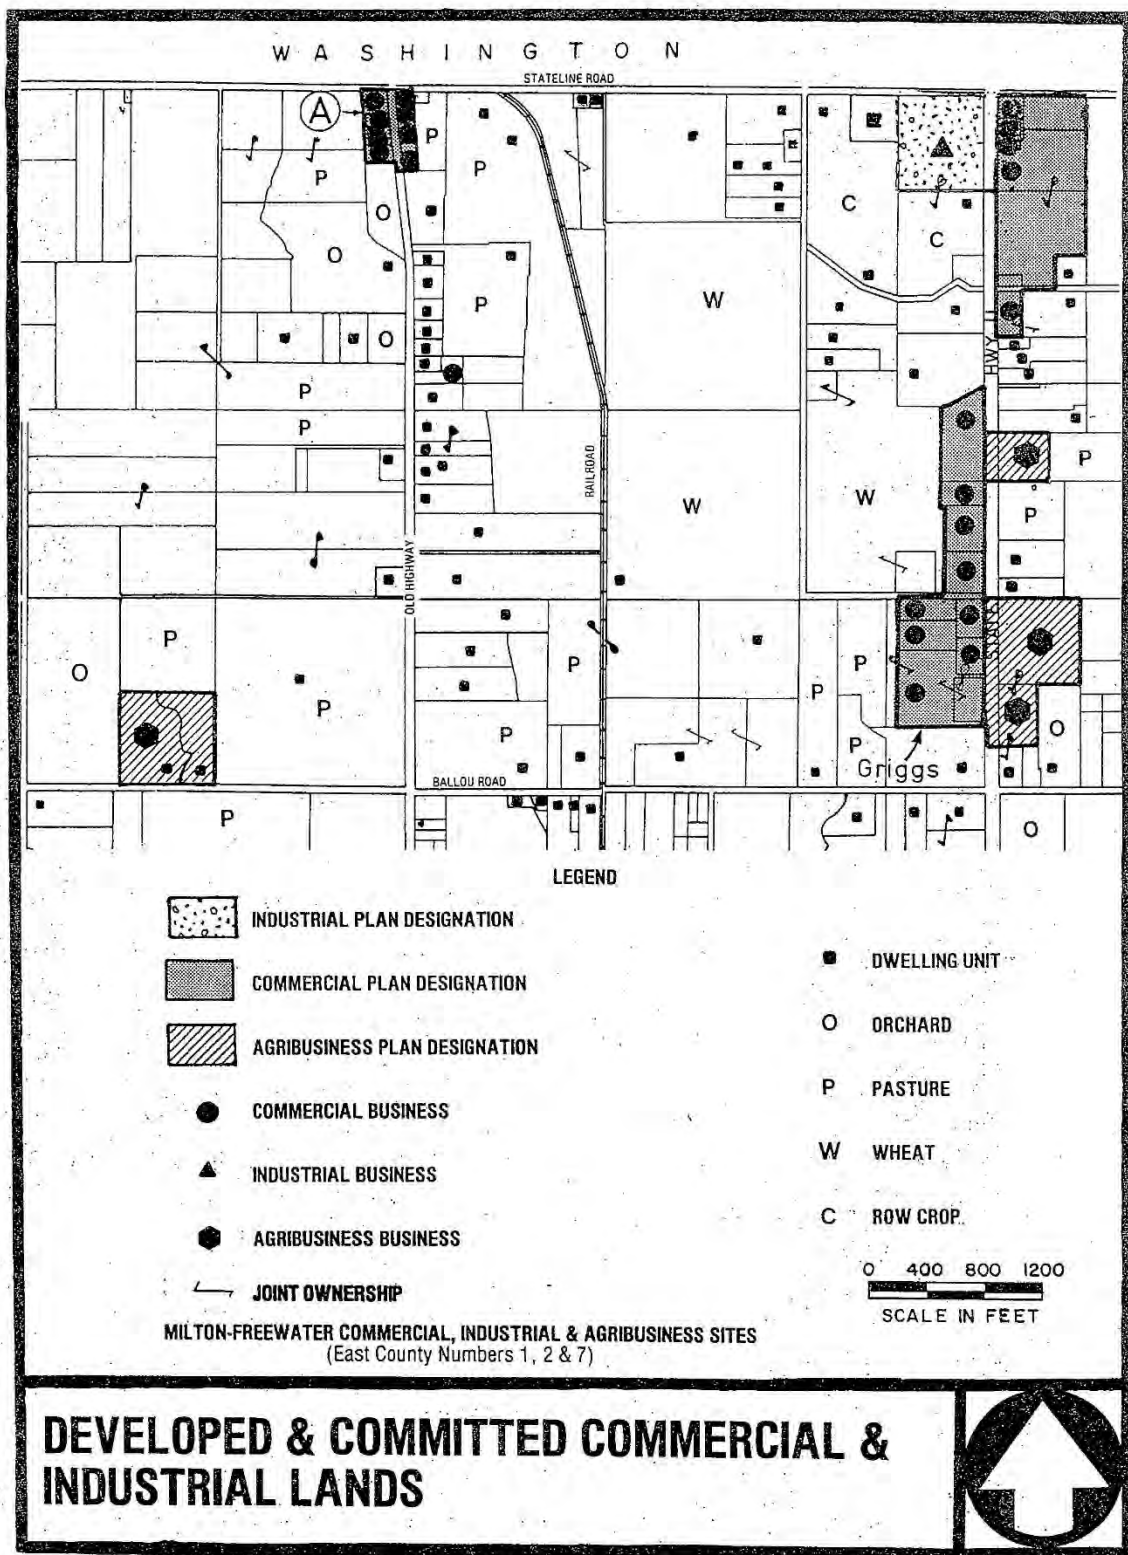 WASHINGTON
STATELINE ROAD
A
P
P
P
O
C
C
O
P
W
O
HWY
P
P
P
RAILROAD
W
W
P
OLD HIGHWAY
P
O
P
P
P
P
P
P
O
Griggs
BALLOU ROAD
P
O
LEGEND
INDUSTRIAL PLAN DESIGNATION
COMMERCIAL PLAN DESIGNATION
AGRIBUSINESS PLAN DESIGNATION
COMMERCIAL BUSINESS
INDUSTRIAL BUSINESS
AGRIBUSINESS BUSINESS
JOINT OWNERSHIP
DWELLING UNIT
O ORCHARD
P PASTURE
W WHEAT
C ROW CROP
0 400 800 1200
SCALE IN FEET
MILTON-FREEWATER COMMERCIAL, INDUSTRIAL & AGRIBUSINESS SITES
(East County Numbers 1, 2 & 7)
DEVELOPED & COMMITTED COMMERCIAL &
INDUSTRIAL LANDS